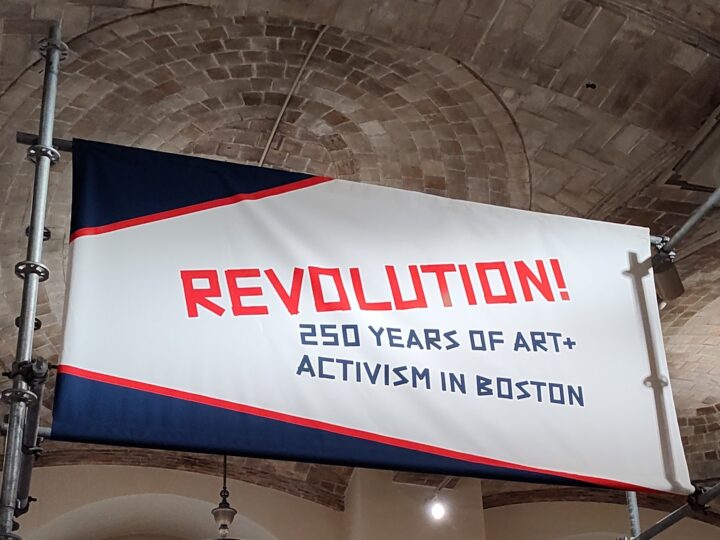 REVOLUTION!
250 YEARS OF ART+
ACTIVISM IN BOSTON